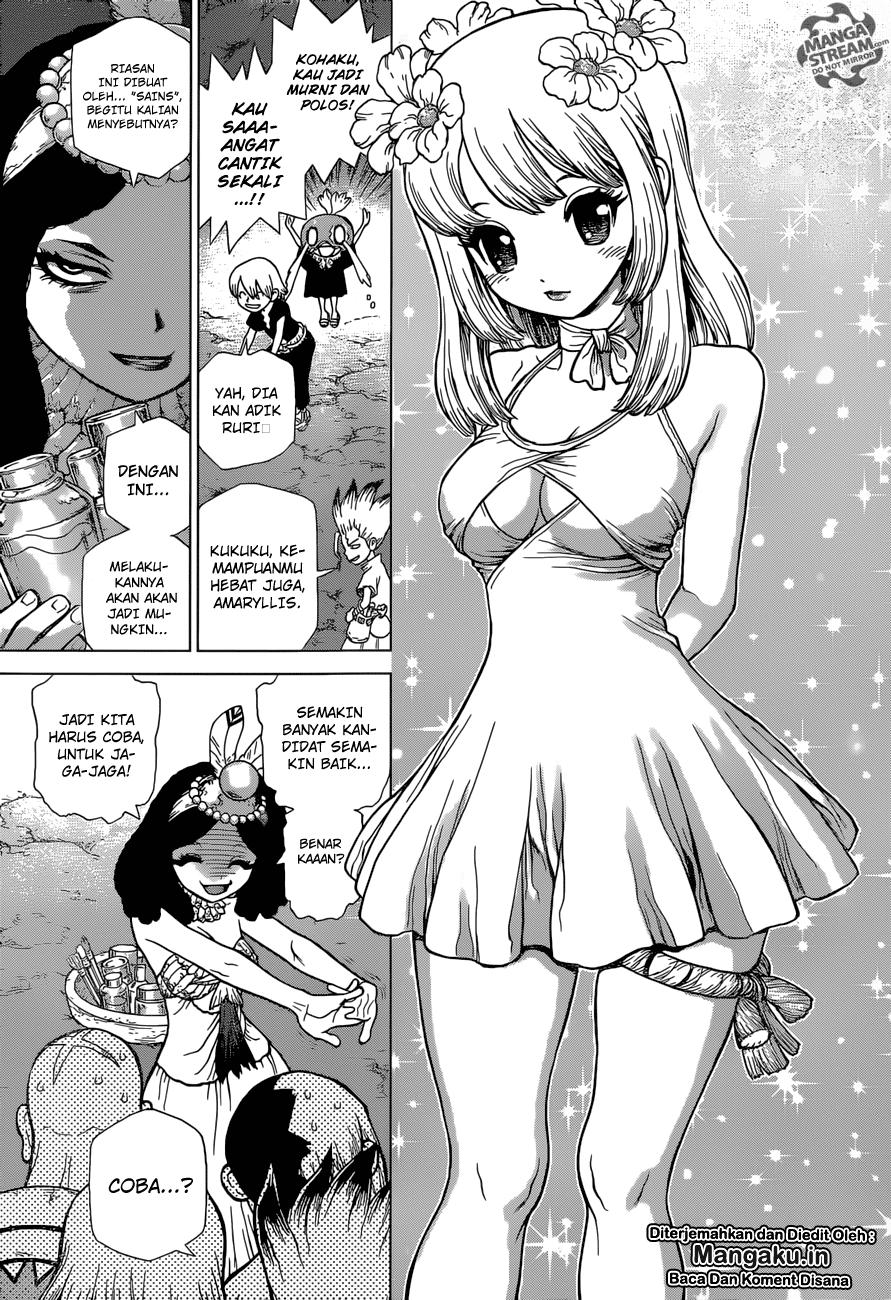 MANGA
STREAM.com
DO NOT MIRROR
KOHAKU,
KAU JADI
MURNI DAN
POLOS!
KAU
SAAA-
ANGAT
CANTIK
SEKALI
...!!
RIASAN
INI DIBUAT
OLEH... "SAINS",
BEGITU KALIAN
MENYEBUTNYA?
YAH, DIA
KAN ADIK
RURI□
DENGAN
INI...
MELAKU-
KANNYA
AKAN AKAN
JADI MU-
NGKIN...
KUKUKU, KE-
MAMPUANMU
HEBAT JUGA,
AMARYLLIS.
SEMAKIN
BANYAK KAN-
DIDAT SEMA-
KIN BAIK...
BENAR
KAAAN?
JADI KITA
HARUS COBA,
UNTUK JA-
GA-JAGA!
COBA...?
Diterjemahkan dan Diedit Oleh :
Mangaku.in
Baca Dan Koment Disana